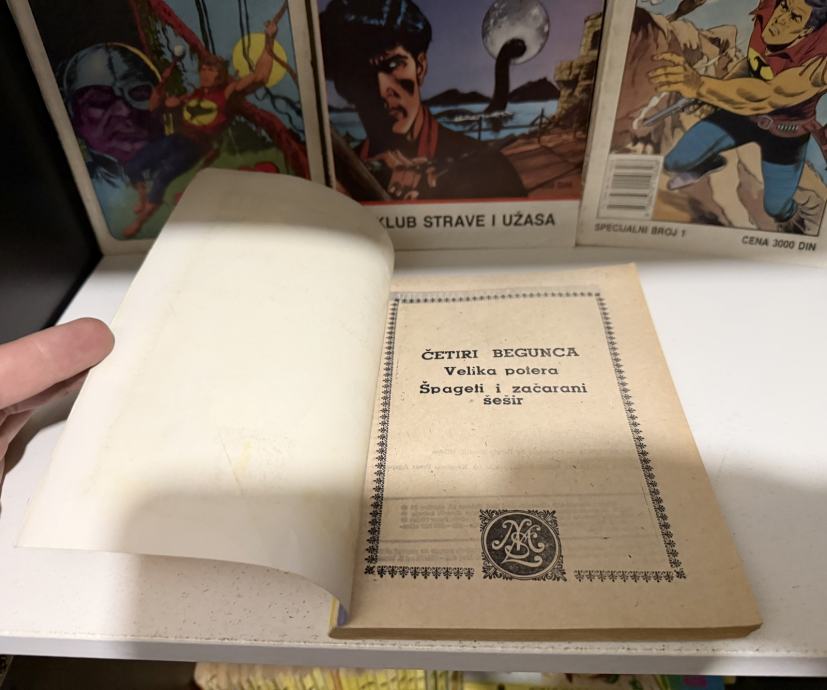 KLUB STRAVE I UŽASA
SPECIJALNI BROJ 1
CENA 3000 DIN
ČETIRI BEGUNCA
Velika potera
Špageti i začarani
šešir